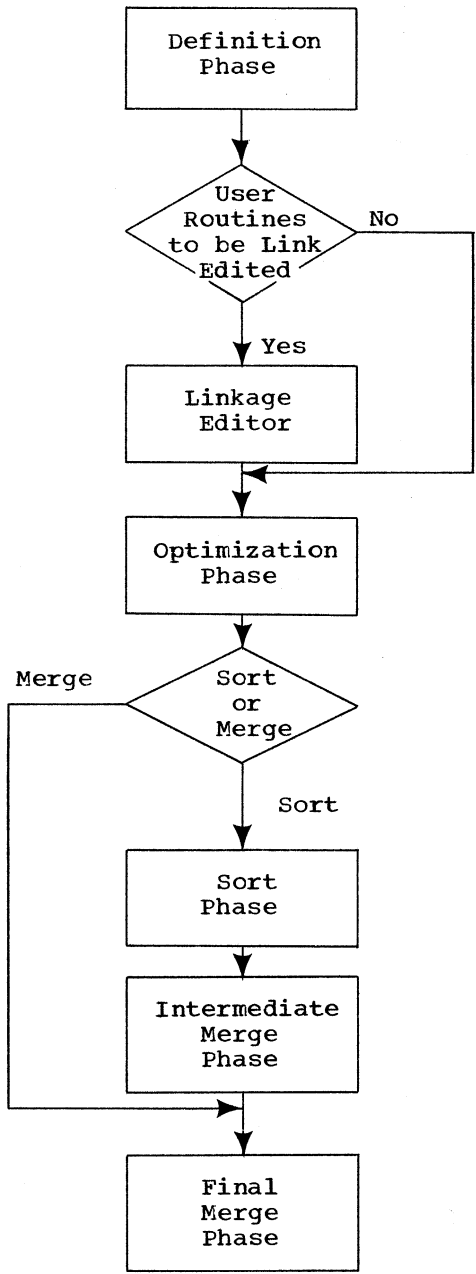 Definition
Phase
User
Routines
to be Link
Edited
No
Yes
Linkage
Editor
Optimization
Phase
Merge
Sort
or
Merge
Sort
Sort
Phase
Intermediate
Merge
Phase
Final
Merge
Phase